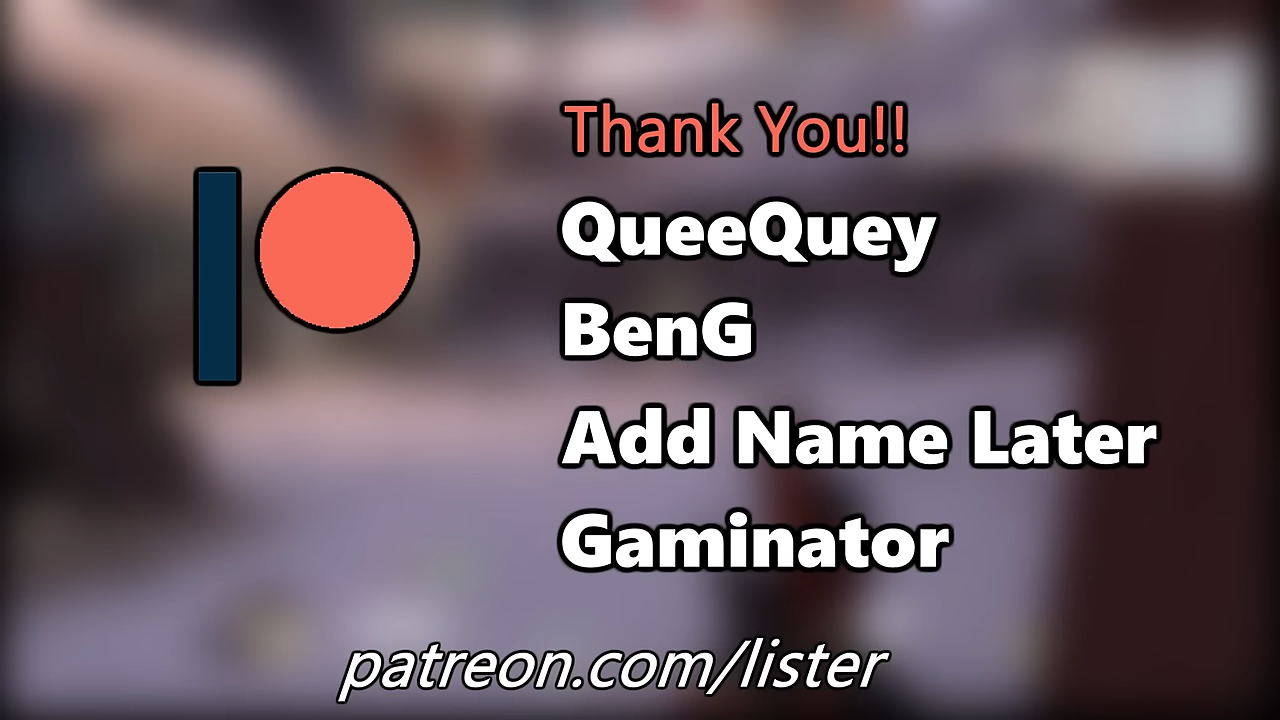 Thank You!!
QueeQuey
BenG
Add Name Later
Gaminator
patreon.com/lister